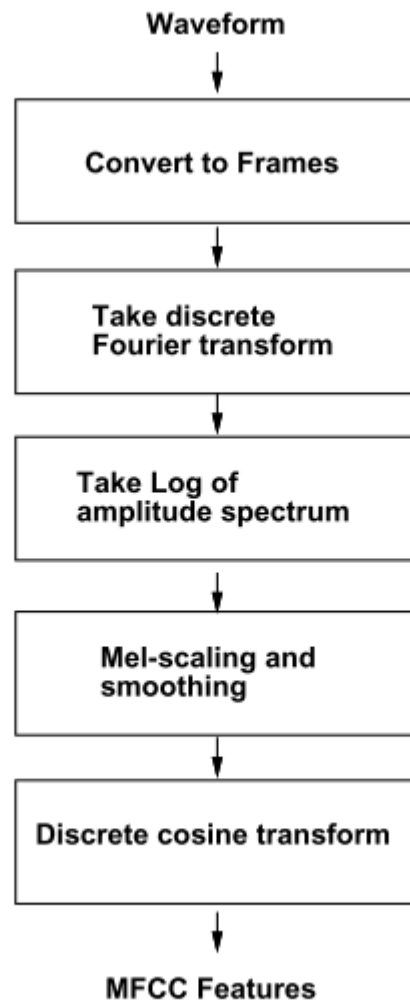 Waveform
Convert to Frames
Take discrete
Fourier transform
Take Log of
amplitude spectrum
Mel-scaling and
smoothing
Discrete cosine transform
MFCC Features